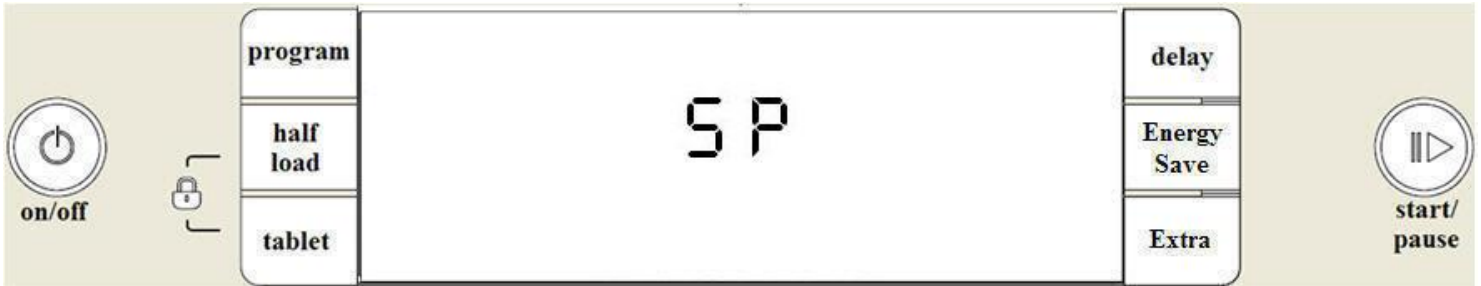 program
half
load
tablet
on/off
SP
delay
Energy
Save
Extra
start/
pause